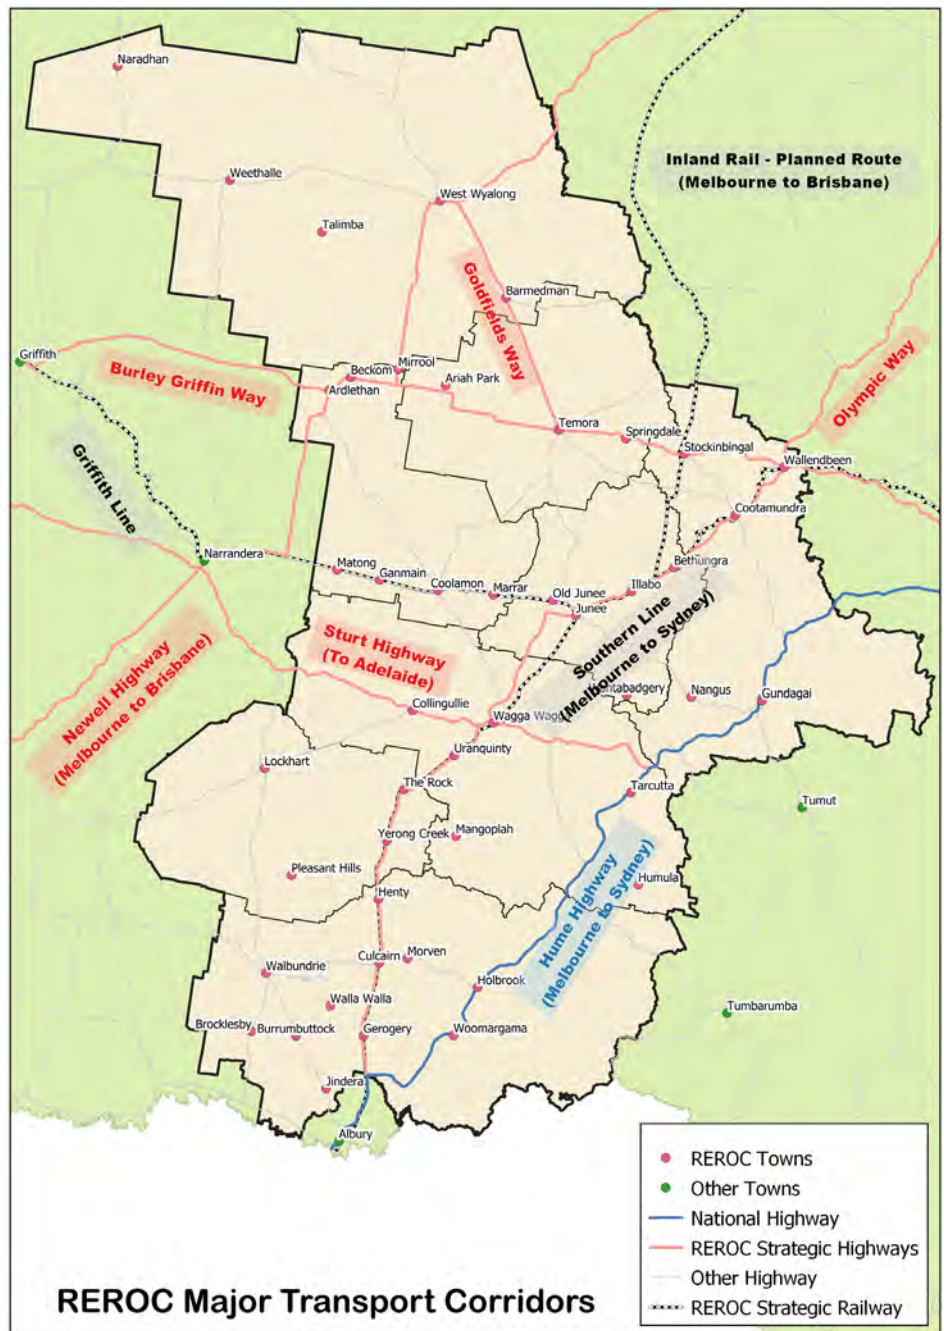 Naradhan
Inland Rail - Planned Route
(Melbourne to Brisbane)
Weethalle
West Wyalong
Talimba
Goldfields Way
Barmedman
Olympic Way
Griffith
Burley Griffin Way
Beckom
Mirrool
Ardlethan
Ariah Park
Temora
Springdale
Stockinbingal
Wallendbeen
Griffith Line
Cootamundra
Narrandera
Matong
Ganmain
Coolamon
Marrar
Old Junee
Junee
Illabo
Bethungra
Southern Line
(Melbourne to Sydney)
Sturt Highway
(To Adelaide)
Newell Highway
(Melbourne to Brisbane)
Collingullie
Wagga Wagga
Nangus
Gundagai
Uranquinty
Lockhart
The Rock
Tarcutta
Tumut
Yerong Creek
Mangoplah
Pleasant Hills
Humula
Hume Highway
(Melbourne to Sydney)
Henty
Culcairn
Morven
Walbundrie
Holbrook
Walla Walla
Tumbarumba
Brocklesby
Burrumbuttock
Gerogery
Woomargama
Jindera
Albury
REROC Towns
Other Towns
National Highway
REROC Strategic Highways
Other Highway
REROC Strategic Railway
REROC Major Transport Corridors